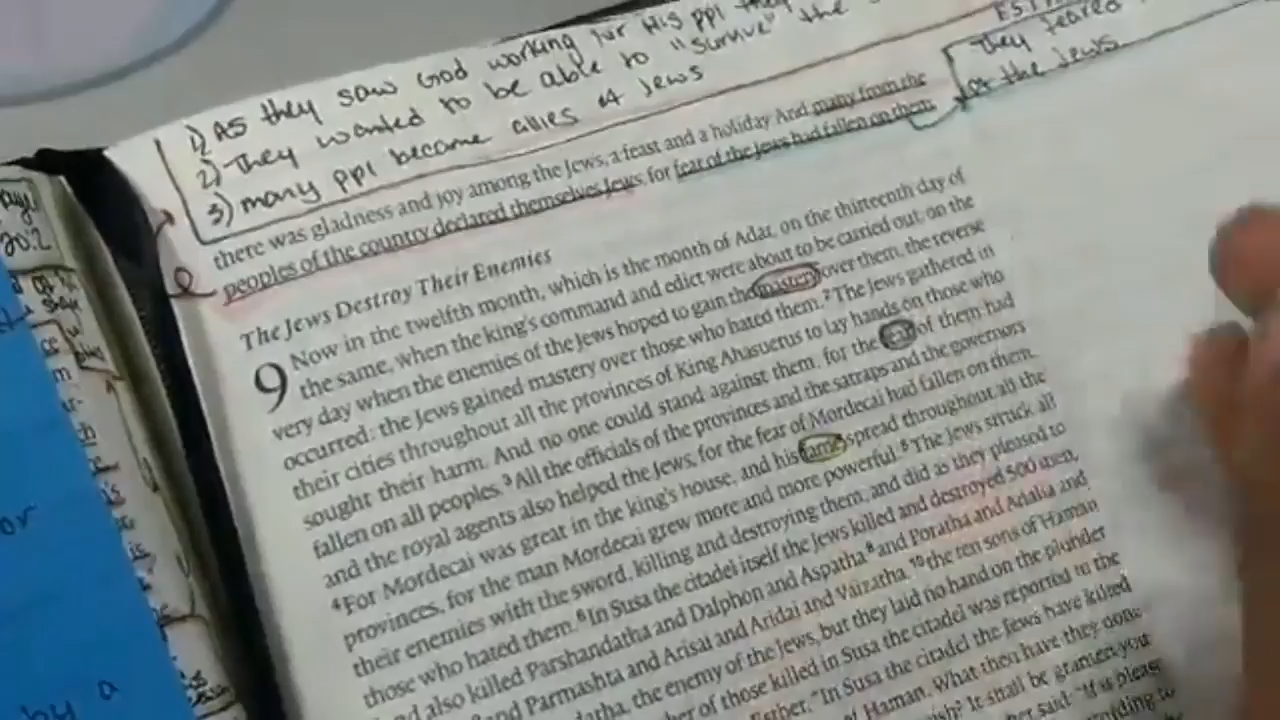 1) As they saw God working for His ppl they
2) They wanted to be able to "survive" the
3) many ppl become allies of Jews
they feared
of the Jews
there was gladness and joy among the Jews, a feast and a holiday. And many from the
peoples of the country declared themselves Jews, for fear of the Jews had fallen on them.
The Jews Destroy Their Enemies
9 Now in the twelfth month, which is the month of Adar, on the thirteenth day of
the same, when the king's command and edict were about to be carried out, on the
very day when the enemies of the Jews hoped to gain the mastery over them, the reverse
occurred: the Jews gained mastery over those who hated them. 2 The Jews gathered in
their cities throughout all the provinces of King Ahasuerus to lay hands on those who
sought their harm. And no one could stand against them, for the fear of them had
fallen on all peoples. 3 All the officials of the provinces and the satraps and the governors
and the royal agents also helped the Jews, for the fear of Mordecai had fallen on them.
4 For Mordecai was great in the king's house, and his fame spread throughout all the
provinces, for the man Mordecai grew more and more powerful. 5 The Jews struck all
their enemies with the sword, killing and destroying them, and did as they pleased to
those who hated them. 6 In Susa the citadel itself the Jews killed and destroyed 500 men,
and also killed Parshandatha and Dalphon and Aspatha 8 and Poratha and Adalia and
and Parmashta and Arisai and Aridai and Vaizatha, 10 the ten sons of Haman
datha, the enemy of the Jews, but they laid no hand on the plunder
of those killed in Susa the citadel was reported to the
Esther, "In Susa the citadel the Jews have killed
of Haman. What then have they done
It shall be granted you
said, "If it please
or
by a